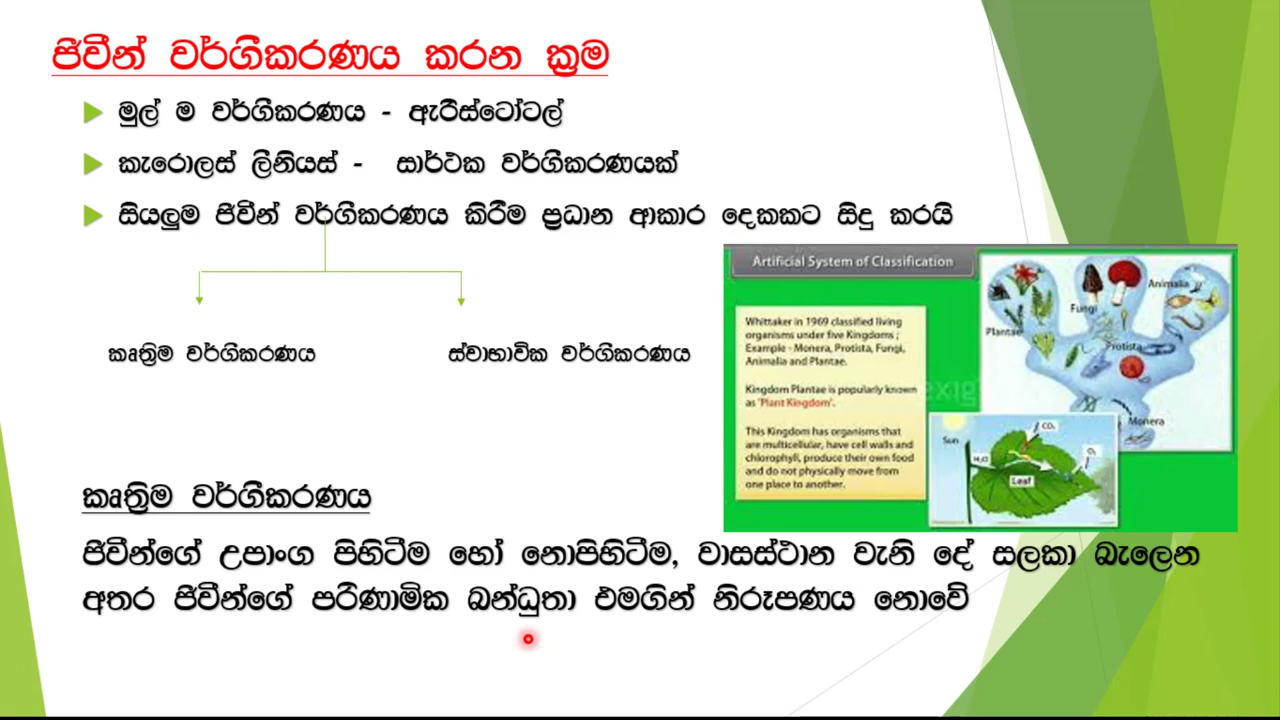 ජීවීන් වර්ගීකරණය කරන ක්‍රම
මුල් ම වර්ගීකරණය - ඇරිස්ටෝටල්
කැරොලස් ලීනියස් - සාර්ථක වර්ගීකරණයක්
සියලුම ජීවීන් වර්ගීකරණය කිරීම ප්‍රධාන ආකාර දෙකකට සිදු කරයි
කෘත්‍රිම වර්ගීකරණය
ස්වාභාවික වර්ගීකරණය
Artificial System of Classification
Whittaker in 1969 classified living
organisms under five Kingdoms ;
Example - Monera, Protista, Fungi,
Animalia and Plantae.
Kingdom Plantae is popularly known
as 'Plant Kingdom'.
This Kingdom has organisms that
are multicellular, have cell walls and
chlorophyll, produce their own food
and do not physically move from
one place to another.
Animalia
Fungi
Plantae
Protista
Monera
Sun
CO₂
H₂O
O₂
Leaf
කෘත්‍රිම වර්ගීකරණය
ජීවීන්ගේ උපාංග පිහිටීම හෝ නොපිහිටීම, වාසස්ථාන වැනි දේ සලකා බැලෙන
අතර ජීවීන්ගේ පරිණාමික බන්ධුතා එමගින් නිරූපණය නොවේ